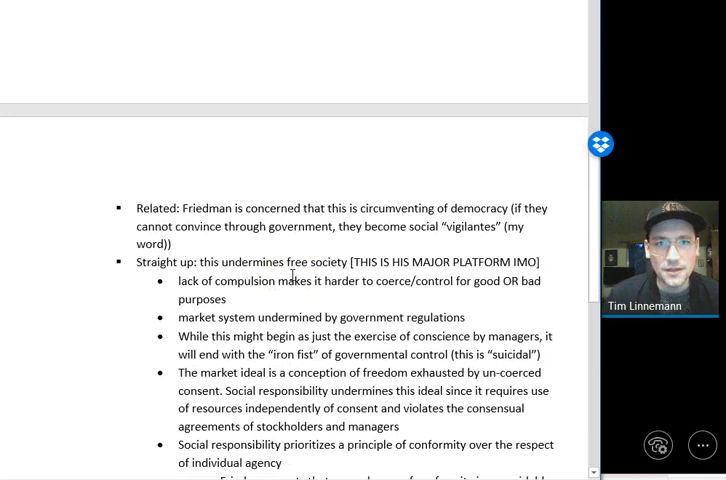 Related: Friedman is concerned that this is circumventing of democracy (if they
cannot convince through government, they become social “vigilantes” (my
word))
Straight up: this undermines free society [THIS IS HIS MAJOR PLATFORM IMO]
lack of compulsion makes it harder to coerce/control for good OR bad
purposes
market system undermined by government regulations
While this might begin as just the exercise of conscience by managers, it
will end with the “iron fist” of governmental control (this is “suicidal”)
The market ideal is a conception of freedom exhausted by un-coerced
consent. Social responsibility undermines this ideal since it requires use
of resources independently of consent and violates the consensual
agreements of stockholders and managers
Social responsibility prioritizes a principle of conformity over the respect
of individual agency
Tim Linnemann